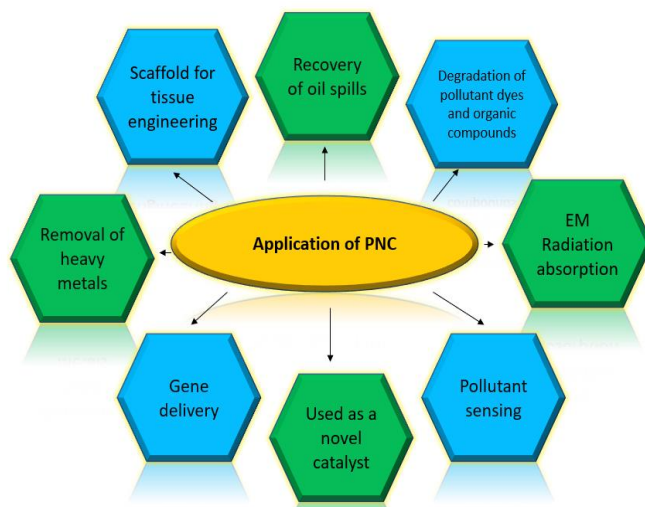 Scaffold for
tissue
engineering
Recovery
of oil spills
Degradation of
pollutant dyes
and organic
compounds
Removal of
heavy
metals
Application of PNC
EM
Radiation
absorption
Gene
delivery
Used as a
novel
catalyst
Pollutant
sensing